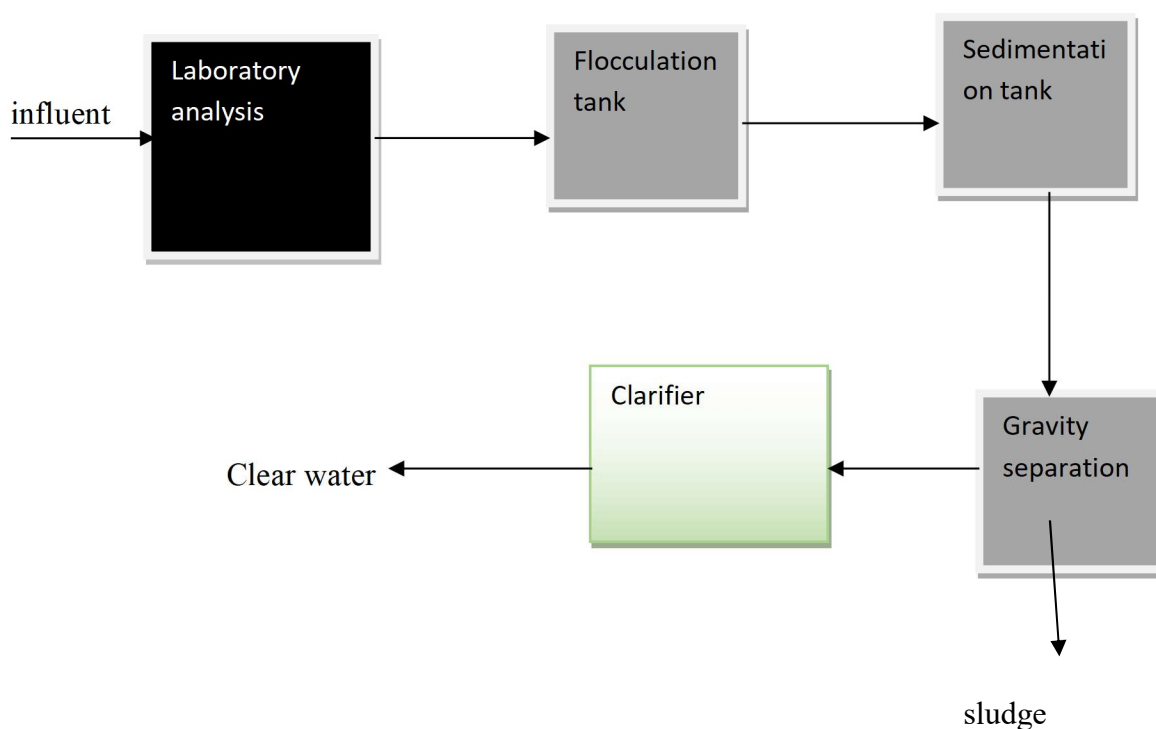 influent
Laboratory
analysis
Flocculation
tank
Sedimentati
on tank
Gravity
separation
Clarifier
Clear water
sludge